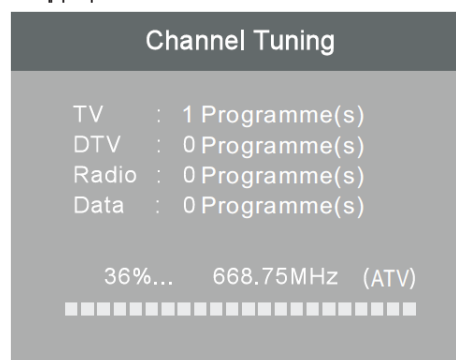 Channel Tuning
TV : 1 Programme(s)
DTV : 0 Programme(s)
Radio : 0 Programme(s)
Data : 0 Programme(s)
36%... 668.75MHz (ATV)